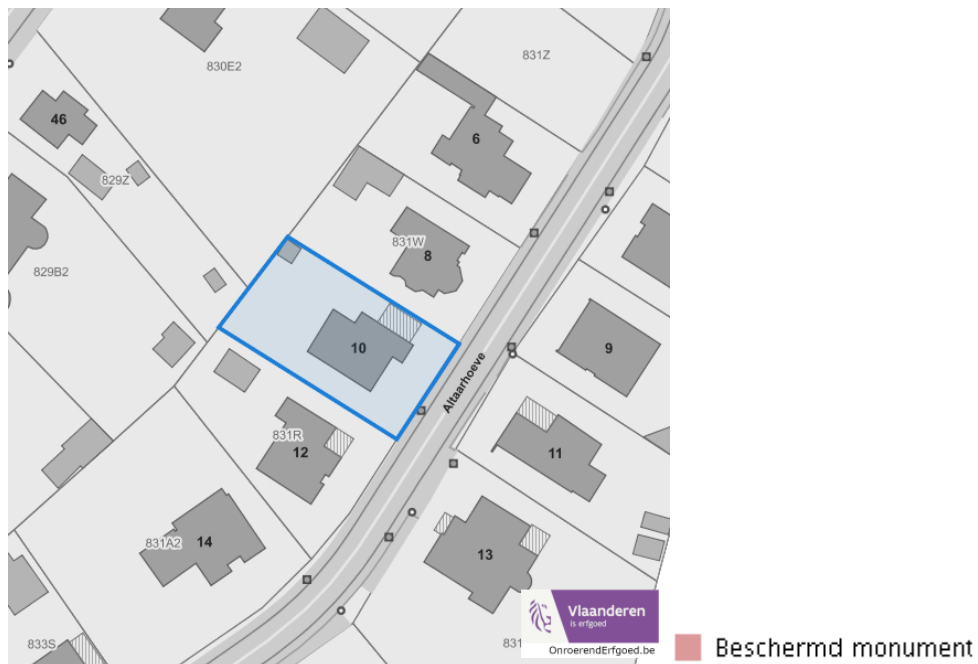 831Z
830E2
46
6
829Z
831W
8
829B2
10
9
Altaarhoeve
831R
12
11
831A2
14
13
Vlaanderen
is erfgoed
833S
831
OnroerendErfgoed.be
Beschermd monument